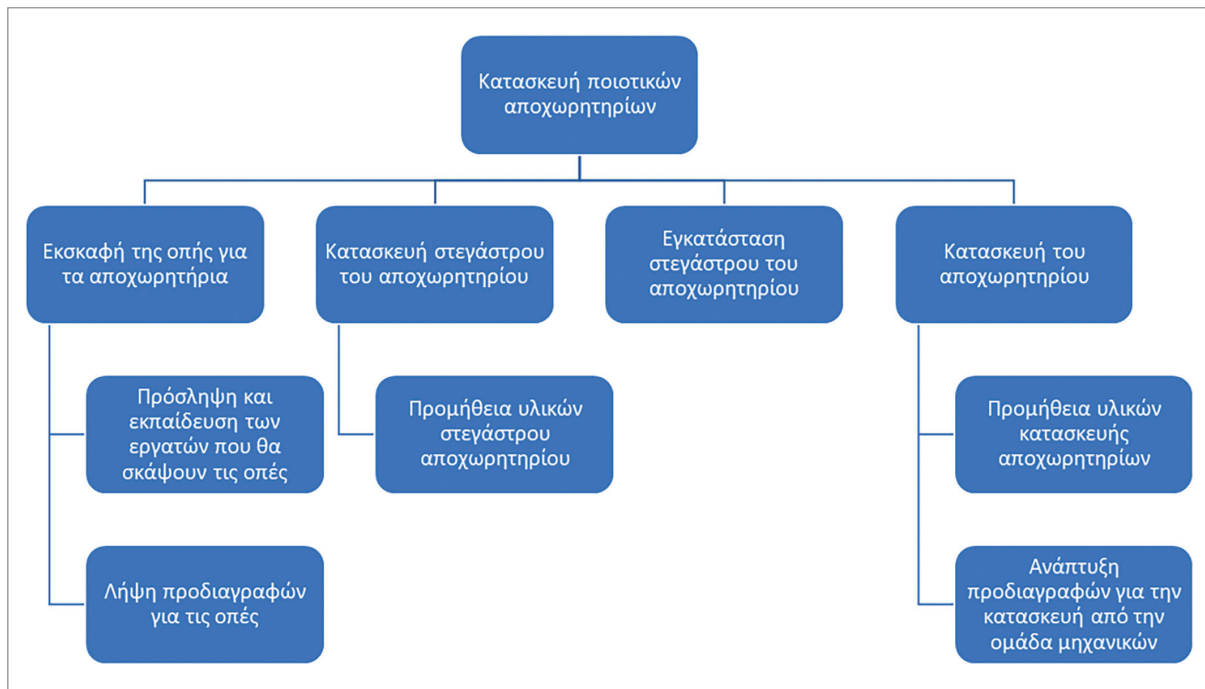 Κατασκευή ποιοτικών
αποχωρητηρίων
Εκσκαφή της οπής για
τα αποχωρητήρια
Κατασκευή στεγάστρου
του αποχωρητηρίου
Εγκατάσταση
στεγάστρου του
αποχωρητηρίου
Κατασκευή του
αποχωρητηρίου
Πρόσληψη και
εκπαίδευση των
εργατών που θα
σκάψουν τις οπές
Προμήθεια υλικών
στεγάστρου
αποχωρητηρίου
Προμήθεια υλικών
κατασκευής
αποχωρητηρίων
Λήψη προδιαγραφών
για τις οπές
Ανάπτυξη
προδιαγραφών για την
κατασκευή από την
ομάδα μηχανικών